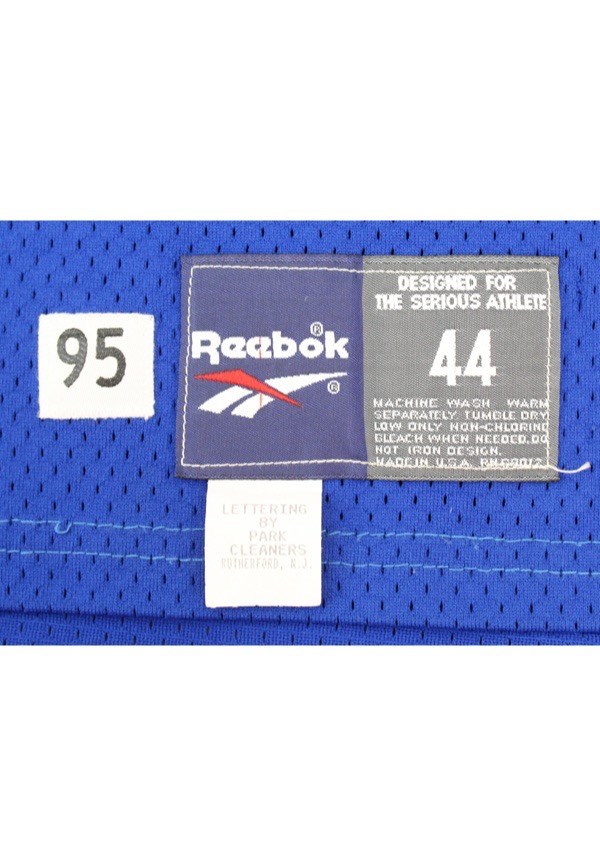 95
Reebok®
®
DESIGNED FOR
THE SERIOUS ATHLETE
44
MACHINE WASH WARM
SEPARATELY TUMBLE DRY
LOW ONLY NON-CHLORINE
BLEACH WHEN NEEDED. DO
NOT IRON DESIGN.
MADE IN U.S.A. RN
LETTERING
BY
PARK
CLEANERS
RUTHERFORD, N.J.